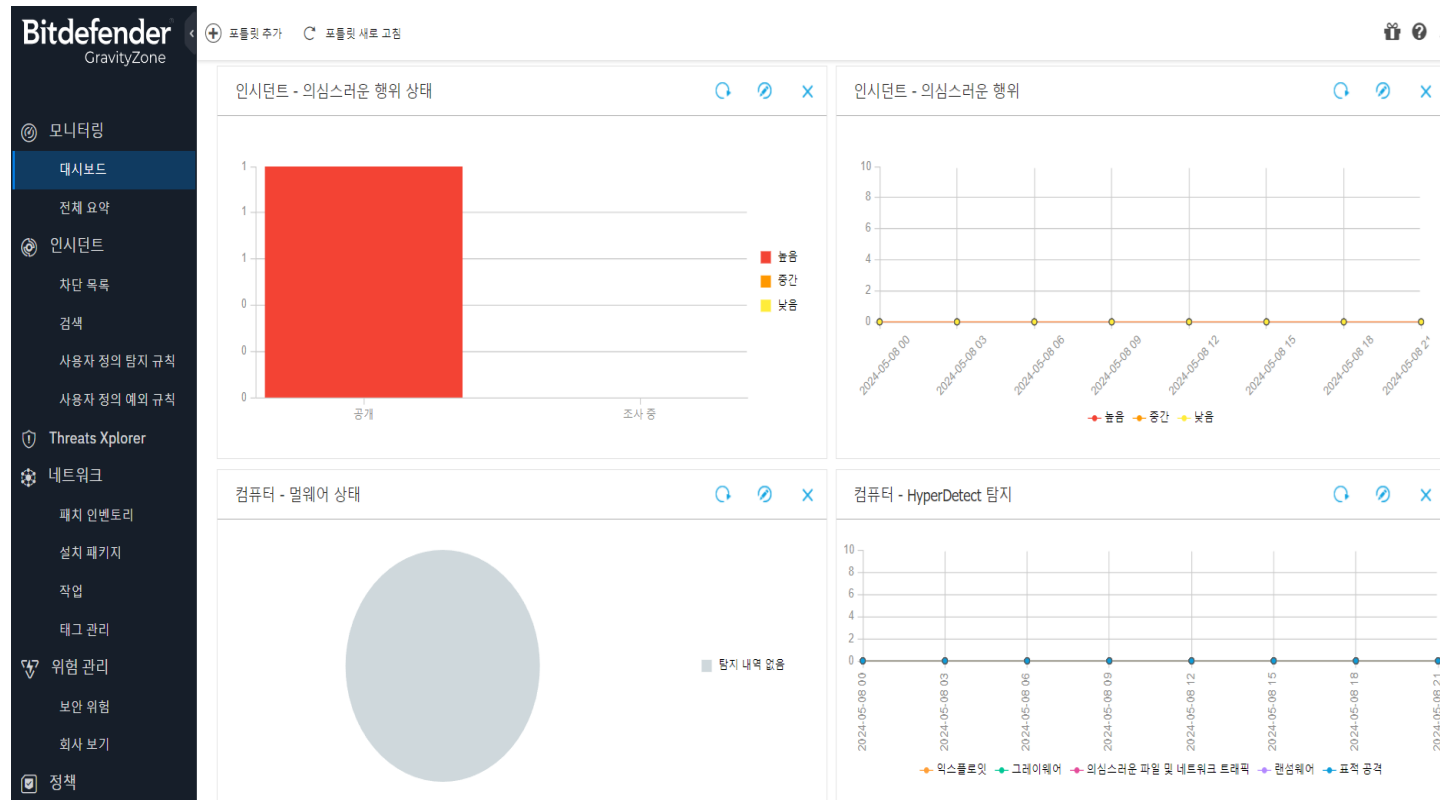 Bitdefender
GravityZone
모니터링
대시보드
전체 요약
인시던트
차단 목록
검색
사용자 정의 탐지 규칙
사용자 정의 예외 규칙
Threats Xplorer
네트워크
패치 인벤토리
설치 패키지
작업
태그 관리
위험 관리
보안 위험
회사 보기
정책
포틀릿 추가
포틀릿 새로 고침
인시던트 - 의심스러운 행위 상태
1
1
1
0
0
0
공개
조사 중
높음
중간
낮음
인시던트 - 의심스러운 행위
10
8
6
4
2
0
2024-05-08 00
2024-05-08 03
2024-05-08 06
2024-05-08 09
2024-05-08 12
2024-05-08 15
2024-05-08 18
2024-05-08 21
높음 중간 낮음
컴퓨터 - 멀웨어 상태
탐지 내역 없음
컴퓨터 - HyperDetect 탐지
10
8
6
4
2
0
2024-05-08 00
2024-05-08 03
2024-05-08 06
2024-05-08 09
2024-05-08 12
2024-05-08 15
2024-05-08 18
2024-05-08 21
익스플로잇 그레이웨어 의심스러운 파일 및 네트워크 트래픽 랜섬웨어 표적 공격